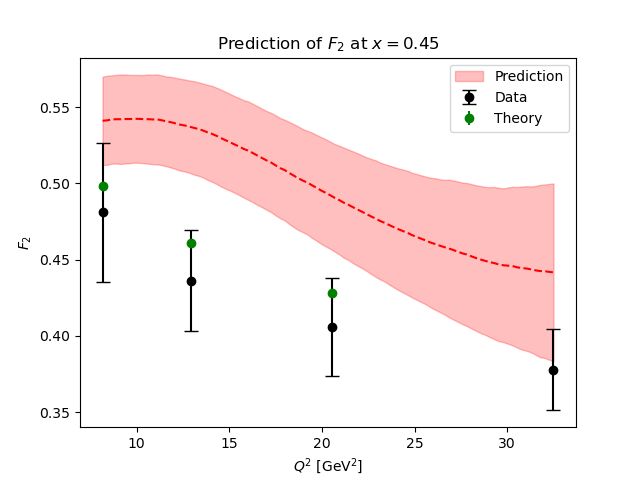 Prediction of F₂ at x = 0.45
Prediction
Data
Theory
F₂
0.55
0.50
0.45
0.40
0.35
10 15 20 25 30
Q² [GeV²]